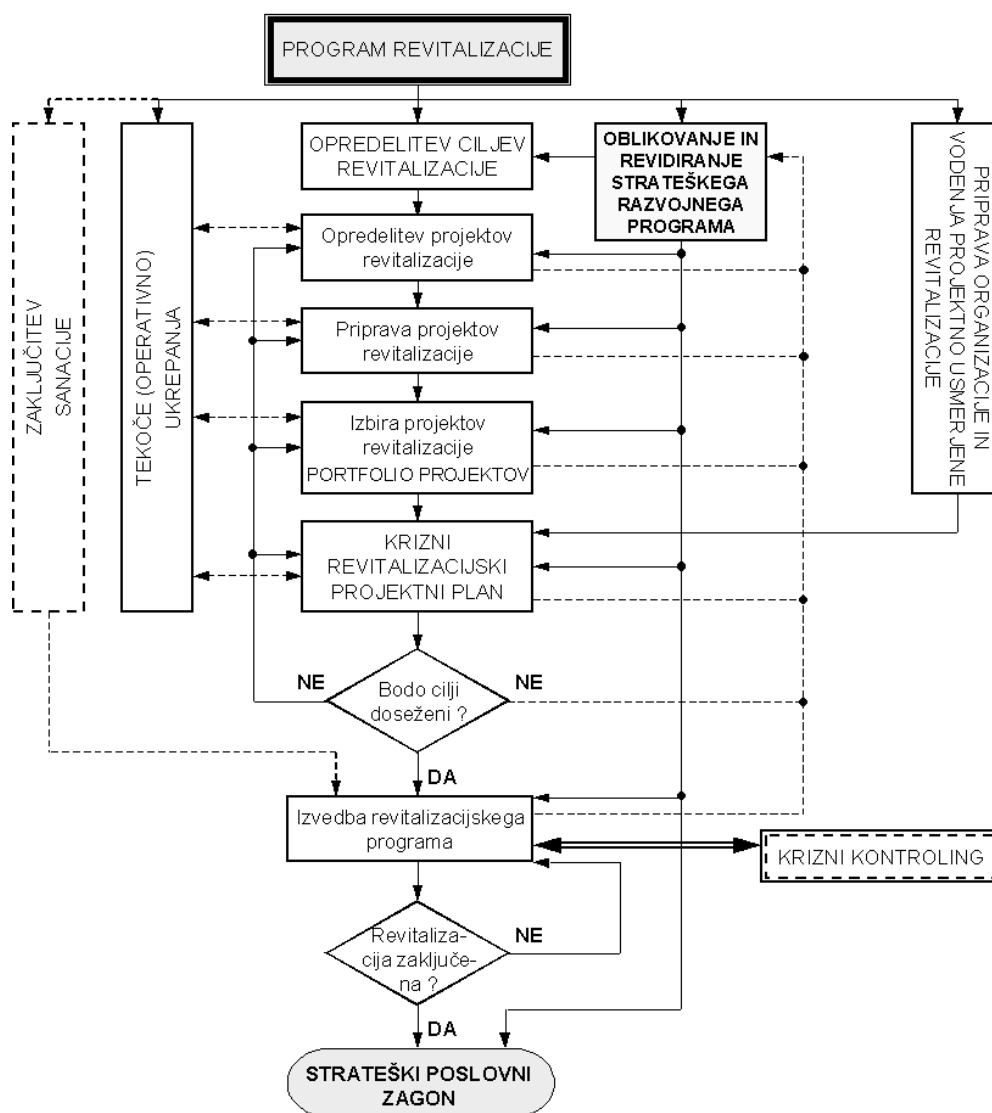 PROGRAM REVITALIZACIJE
ZAKLJUČITEV
SANACIJE
TEKOČE (OPERATIVNO)
UKREPANJA
OPREDELITEV CILJEV
REVITALIZACIJE
OBLIKOVANJE IN
REVIDIRANJE
STRATEŠKEGA
RAZVOJNEGA
PROGRAMA
PRIPRAVA ORGANIZACIJE IN
VODENJA PROJEKTNO USMERJENE
REVITALIZACIJE
Opredelitev projektov
revitalizacije
Priprava projektov
revitalizacije
Izbira projektov
revitalizacije
PORTFOLIO PROJEKTOV
KRIZNI
REVITALIZACIJSKI
PROJEKTNI PLAN
NE
Bodo cilji
doseženi ?
NE
DA
Izvedba revitalizacijskega
programa
KRIZNI KONTROLING
Revitaliza-
cija zaključe-
na ?
NE
DA
STRATEŠKI POSLOVNI
ZAGON